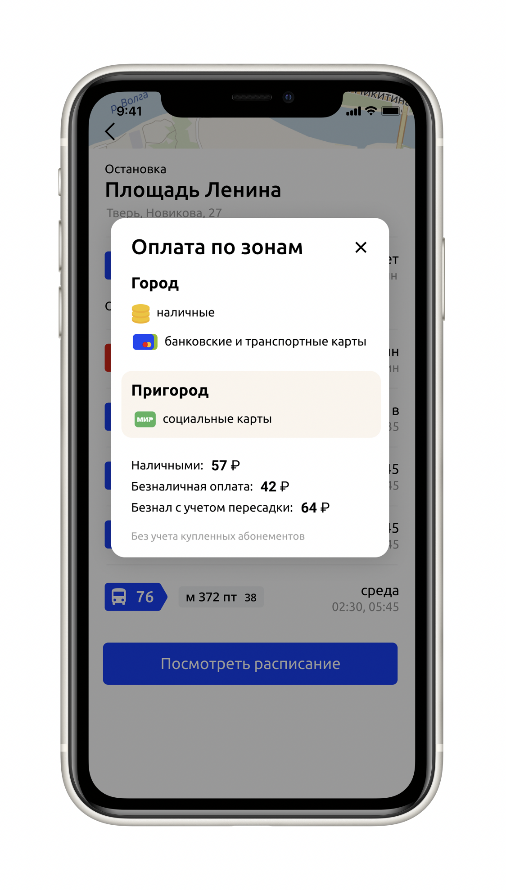 р. Волга
9:41
Остановка
Площадь Ленина
Тверь, Новикова, 27
Оплата по зонам
Город
наличные
банковские и транспортные карты
Пригород
МИР
социальные карты
Наличными: 57 ₽
Безналичная оплата: 42 ₽
Безнал с учетом пересадки: 64 ₽
Без учета купленных абонементов
76 м 372 пт 38 среда
02:30, 05:45
Посмотреть расписание